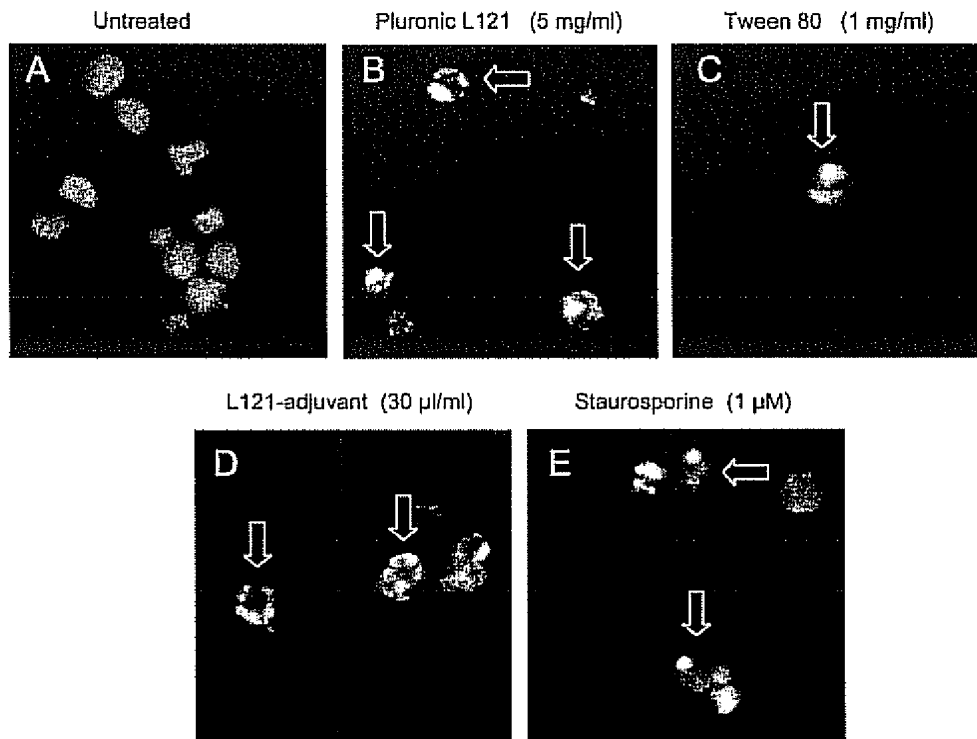 Untreated
Pluronic L121 (5 mg/ml)
Tween 80 (1 mg/ml)
A
B
C
L121-adjuvant (30 µl/ml)
Staurosporine (1 µM)
D
E